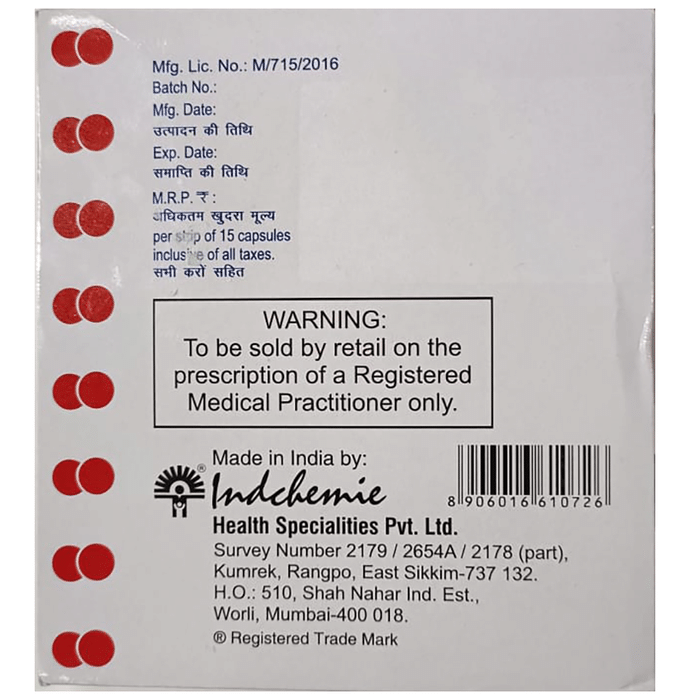 Mfg. Lic. No.: M/715/2016
Batch No.:
Mfg. Date:
उत्पादन की तिथि
Exp. Date:
समाप्ति की तिथि
M.R.P. ₹ :
अधिकतम खुदरा मूल्य
per strip of 15 capsules
inclusive of all taxes.
सभी करों सहित
WARNING:
To be sold by retail on the
prescription of a Registered
Medical Practitioner only.
Made in India by:
® Indchemie
Health Specialities Pvt. Ltd.
Survey Number 2179 / 2654A / 2178 (part),
Kumrek, Rangpo, East Sikkim-737 132.
H.O.: 510, Shah Nahar Ind. Est.,
Worli, Mumbai-400 018.
® Registered Trade Mark
8 906016 610726